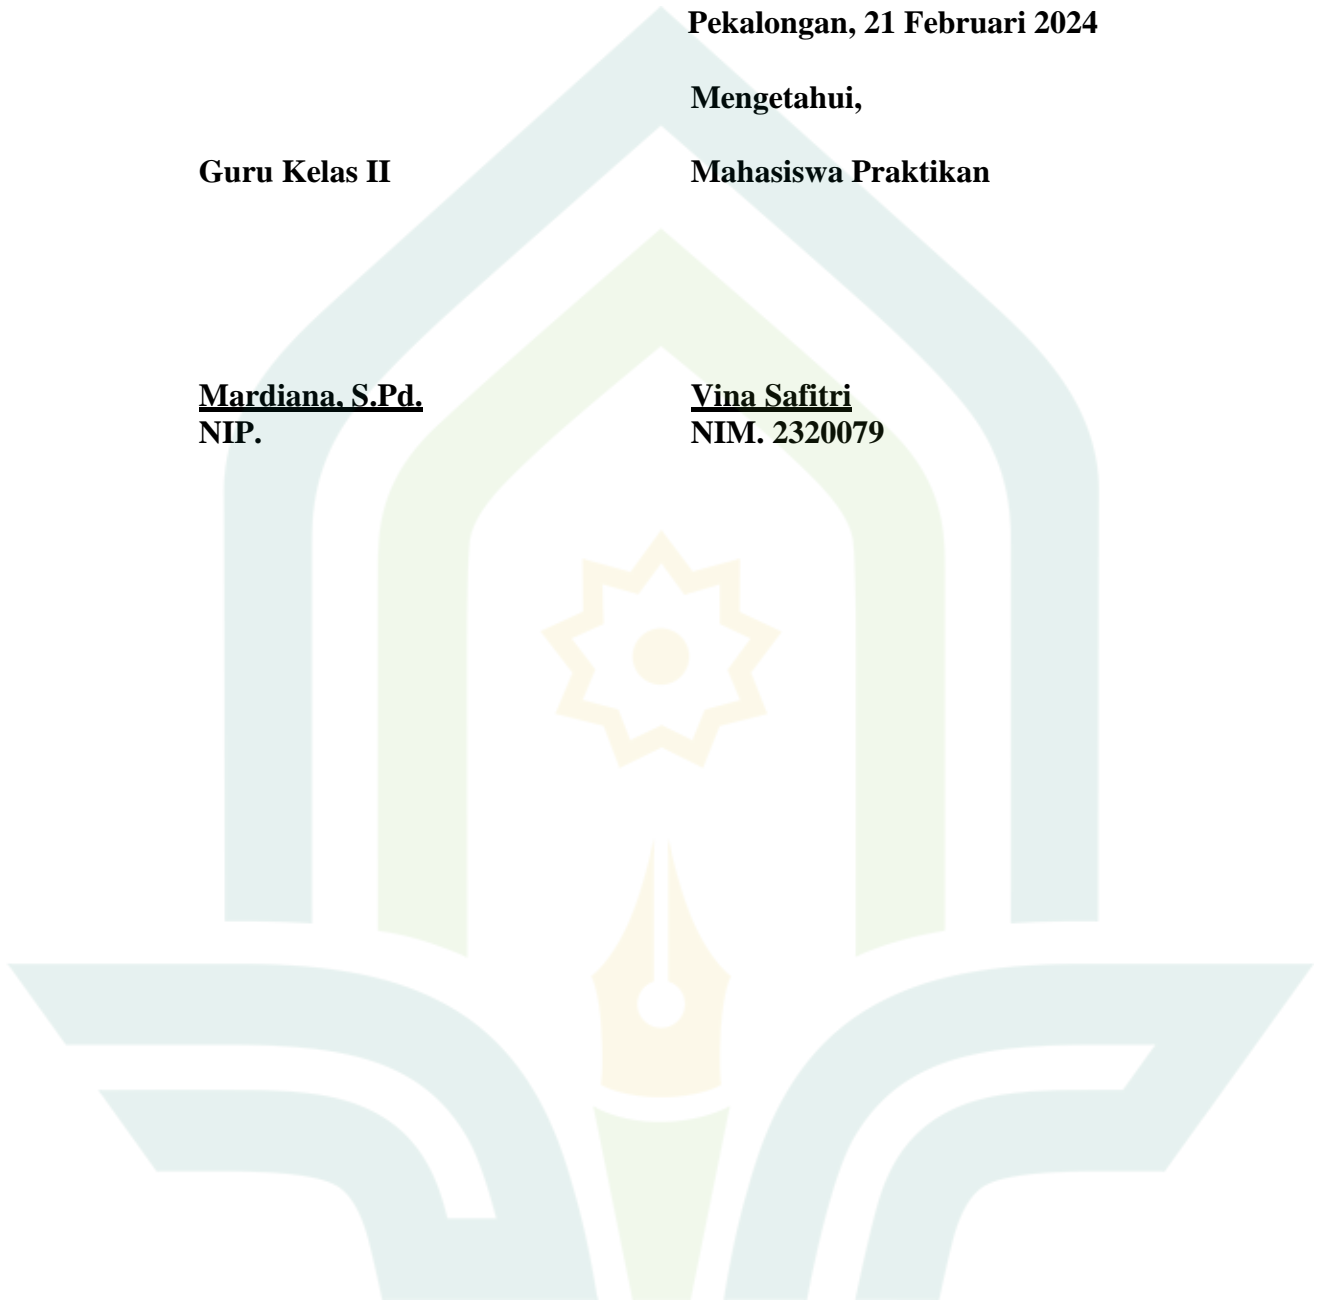 Pekalongan, 21 Februari 2024
Mengetahui,
Guru Kelas II Mahasiswa Praktikan
Mardiana, S.Pd. Vina Safitri
NIP. NIM. 2320079